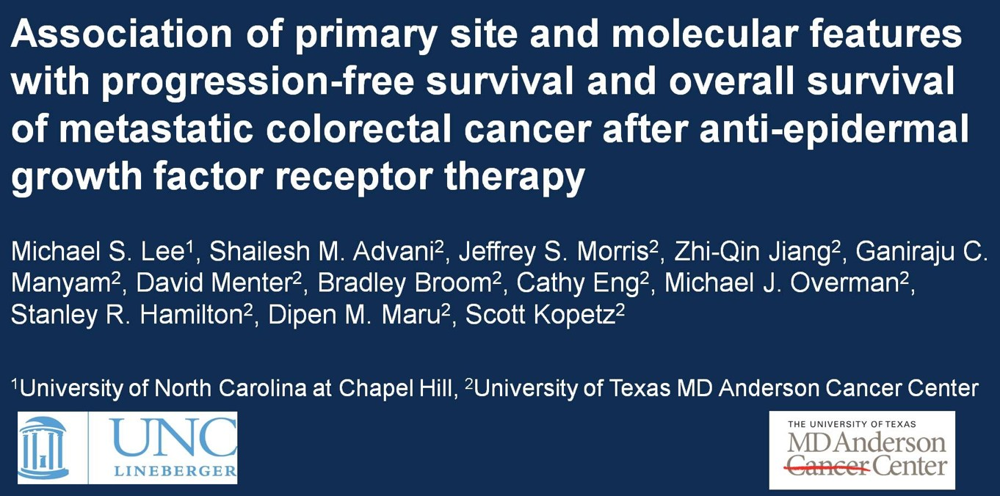 Association of primary site and molecular features
with progression-free survival and overall survival
of metastatic colorectal cancer after anti-epidermal
growth factor receptor therapy
Michael S. Lee¹, Shailesh M. Advani², Jeffrey S. Morris², Zhi-Qin Jiang², Ganiraju C.
Manyam², David Menter², Bradley Broom², Cathy Eng², Michael J. Overman²,
Stanley R. Hamilton², Dipen M. Maru², Scott Kopetz²
¹University of North Carolina at Chapel Hill, ²University of Texas MD Anderson Cancer Center
UNC
LINEBERGER
THE UNIVERSITY OF TEXAS
MD Anderson
Cancer Center